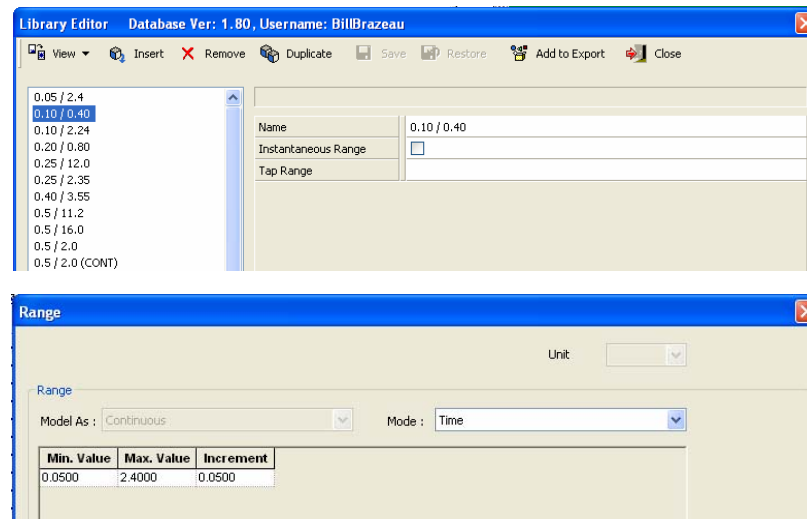 Library Editor Database Ver: 1.80, Username: BillBrazeau
View Insert Remove Duplicate Save Restore Add to Export Close
0.05 / 2.4
0.10 / 0.40
0.10 / 2.24
0.20 / 0.80
0.25 / 12.0
0.25 / 2.35
0.40 / 3.55
0.5 / 11.2
0.5 / 16.0
0.5 / 2.0
0.5 / 2.0 (CONT)
Name 0.10 / 0.40
Instantaneous Range
Tap Range
Range
Unit
Range
Model As : Continuous Mode : Time
Min. Value Max. Value Increment
0.0500 2.4000 0.0500